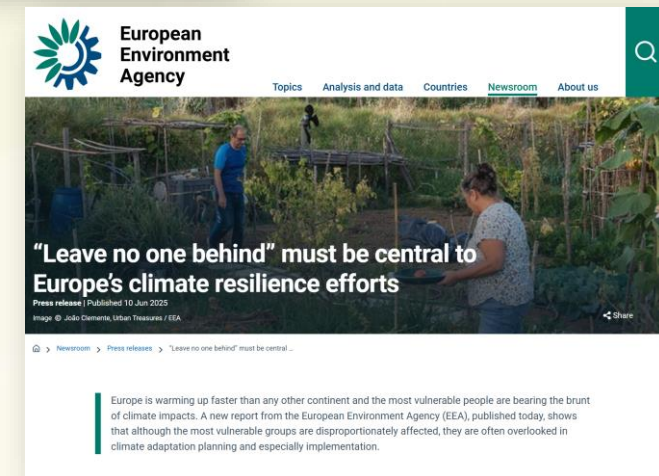 European
Environment
Agency
Topics Analysis and data Countries Newsroom About us
“Leave no one behind” must be central to
Europe’s climate resilience efforts
Press release | Published 10 Jun 2025
Image © João Clemente, Urban Treasures / EEA
Share
Newsroom > Press releases > "Leave no one behind" must be central ...
Europe is warming up faster than any other continent and the most vulnerable people are bearing the brunt
of climate impacts. A new report from the European Environment Agency (EEA), published today, shows
that although the most vulnerable groups are disproportionately affected, they are often overlooked in
climate adaptation planning and especially implementation.